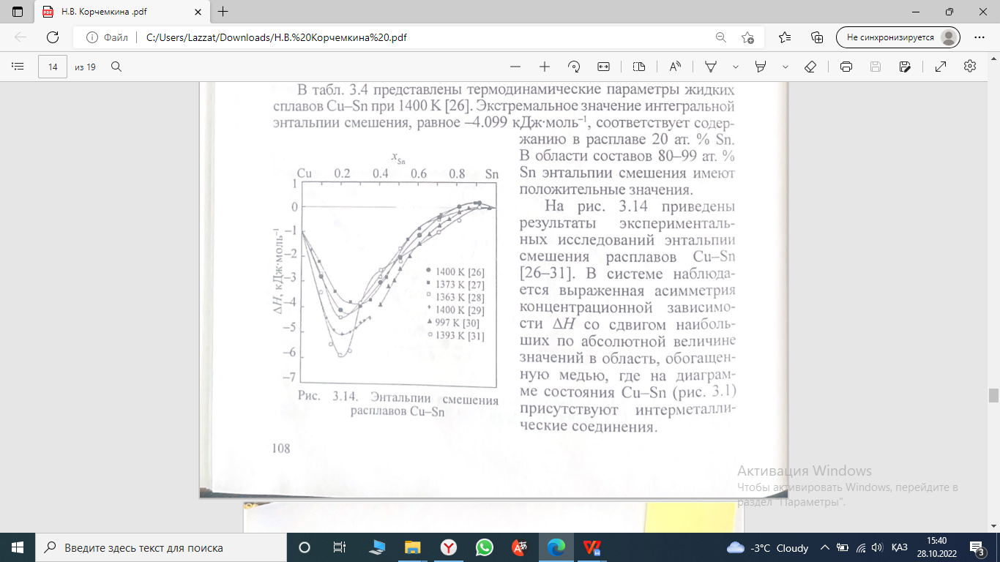 Н.В. Корчемкина .pdf
Файл
C:/Users/Lazzat/Downloads/Н.В.%20Корчемкина%20.pdf
Не синхронизируется
14 из 19
В табл. 3.4 представлены термодинамические параметры жидких
сплавов Cu–Sn при 1400 К [26]. Экстремальное значение интегральной
энтальпии смешения, равное –4.099 кДж·моль⁻¹, соответствует содер-
жанию в расплаве 20 ат. % Sn.
В области составов 80–99 ат. %
Sn энтальпии смешения имеют
положительные значения.
На рис. 3.14 приведены
результаты эксперименталь-
ных исследований энтальпии
смешения расплавов Cu–Sn
[26–31]. В системе наблюда-
ется выраженная асимметрия
концентрационной зависимо-
сти ΔH со сдвигом наиболь-
ших по абсолютной величине
значений в область, обогащен-
ную медью, где на диаграм-
ме состояния Cu–Sn (рис. 3.1)
присутствуют интерметалли-
ческие соединения.
xSn
Cu 0.2 0.4 0.6 0.8 Sn
1
0
–1
–2
–3
–4
–5
–6
–7
ΔH, кДж·моль⁻¹
1400 К [26]
1373 К [27]
1363 К [28]
1400 К [29]
997 К [30]
1393 К [31]
Рис. 3.14. Энтальпии смешения
расплавов Cu–Sn
108
Активация Windows
Чтобы активировать Windows, перейдите в
раздел "Параметры".
Введите здесь текст для поиска
-3°C Cloudy
ҚАЗ
15:40
28.10.2022
3